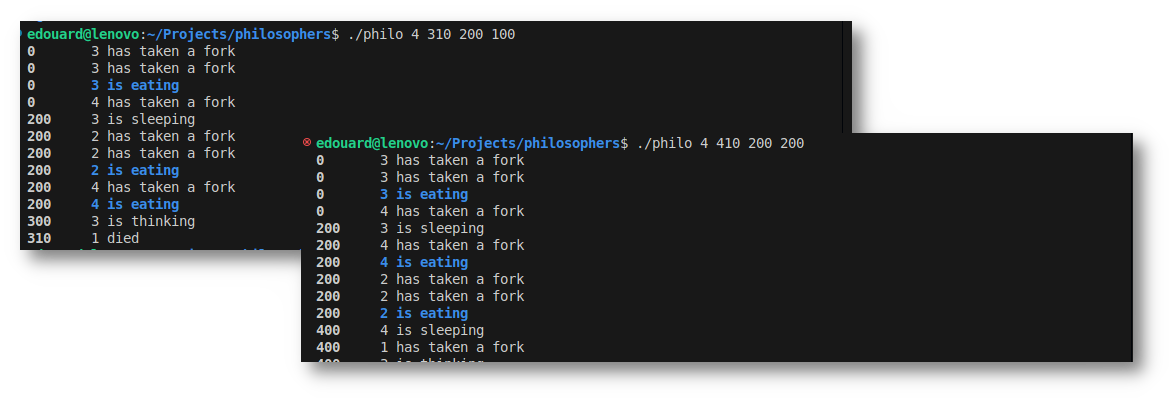 edouard@lenovo:~/Projects/philosophers$ ./philo 4 310 200 100
0 3 has taken a fork
0 3 has taken a fork
0 3 is eating
0 4 has taken a fork
200 3 is sleeping
200 2 has taken a fork
200 2 has taken a fork
200 2 is eating
200 4 has taken a fork
200 4 is eating
300 3 is thinking
310 1 died
edouard@lenovo:~/Projects/philosophers$ ./philo 4 410 200 200
0 3 has taken a fork
0 3 has taken a fork
0 3 is eating
0 4 has taken a fork
200 3 is sleeping
200 4 has taken a fork
200 4 is eating
200 2 has taken a fork
200 2 has taken a fork
200 2 is eating
400 4 is sleeping
400 1 has taken a fork
400 3 is thinking